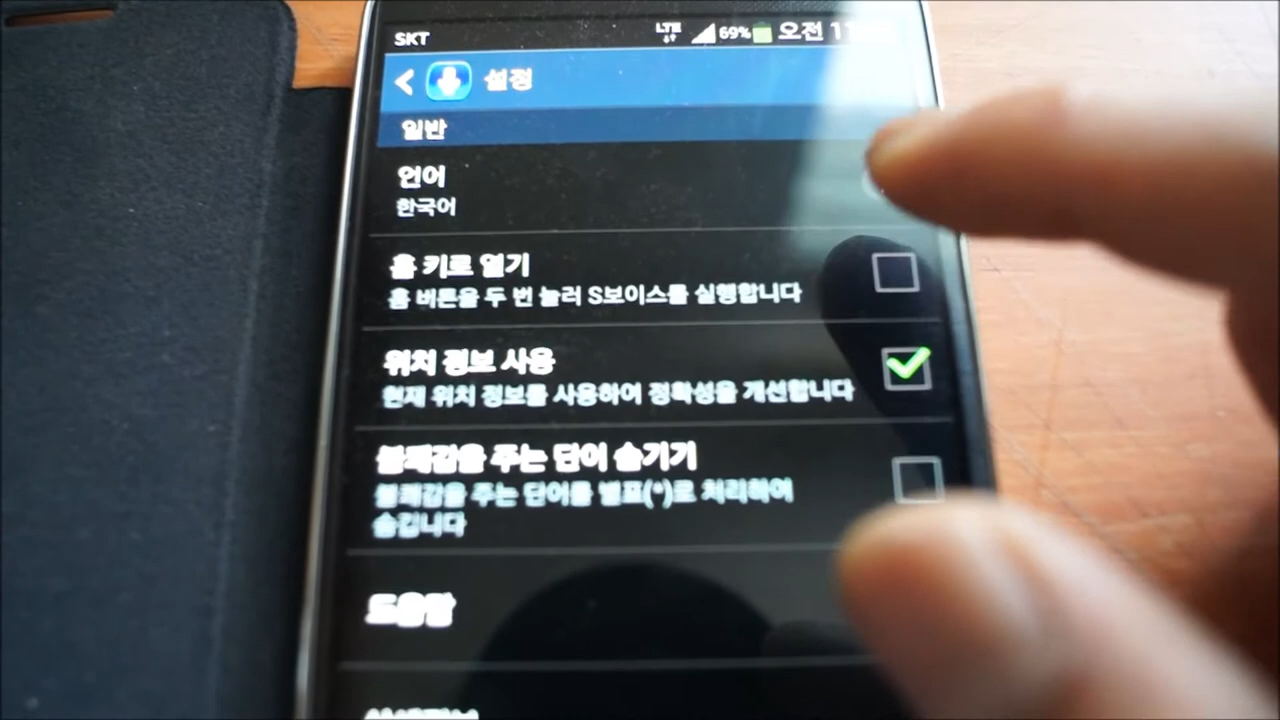 SKT LTE 69% 오전 11
설정
일반
언어
한국어
홈 키로 열기
홈 버튼을 두 번 눌러 S보이스를 실행합니다
위치 정보 사용
현재 위치 정보를 사용하여 정확성을 개선합니다
불쾌감을 주는 단어 숨기기
불쾌감을 주는 단어를 별표(*)로 처리하여
숨깁니다
도움말